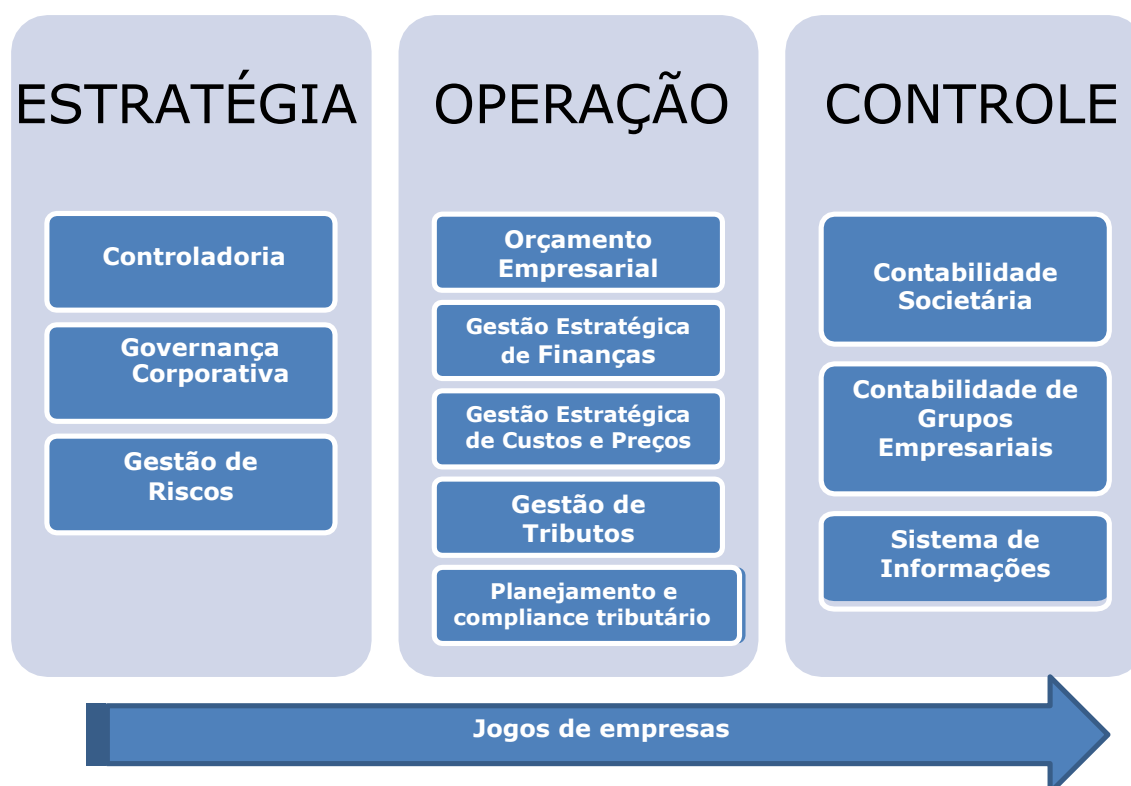 ESTRATÉGIA
Controladoria
Governança
Corporativa
Gestão de
Riscos
OPERAÇÃO
Orçamento
Empresarial
Gestão Estratégica
de Finanças
Gestão Estratégica
de Custos e Preços
Gestão de
Tributos
Planejamento e
compliance tributário
CONTROLE
Contabilidade
Societária
Contabilidade de
Grupos
Empresariais
Sistema de
Informações
Jogos de empresas